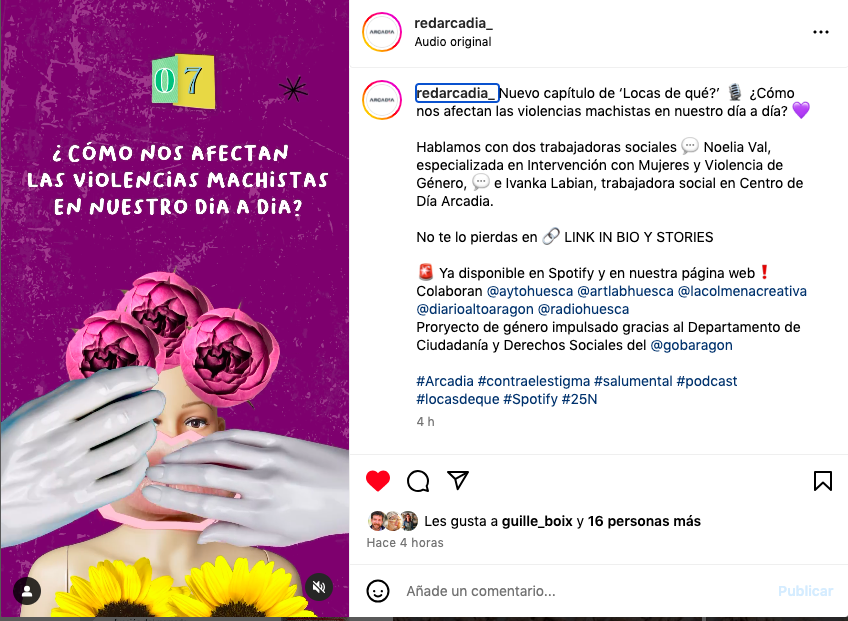 07
¿CÓMO NOS AFECTAN
LAS VIOLENCIAS MACHISTAS
EN NUESTRO DIA A DIA?
ARCADIA
redarcadia_
Audio original
ARCADIA
redarcadia_ Nuevo capítulo de ‘Locas de qué?’ 🎙️ ¿Cómo
nos afectan las violencias machistas en nuestro día a día? 💜
Hablamos con dos trabajadoras sociales 💬 Noelia Val,
especializada en Intervención con Mujeres y Violencia de
Género, 💬 e Ivanka Labian, trabajadora social en Centro de
Día Arcadia.
No te lo pierdas en 🔗 LINK IN BIO Y STORIES
🚨 Ya disponible en Spotify y en nuestra página web❗
Colaboran @aytohuesca @artlabhuesca @lacolmenacreativa
@diarioaltoaragon @radiohuesca
Proryecto de género impulsado gracias al Departamento de
Ciudadanía y Derechos Sociales del @gobaragon
#Arcadia #contraelestigma #salumental #podcast
#locasdeque #Spotify #25N
4 h
Les gusta a guille_boix y 16 personas más
Hace 4 horas
Añade un comentario...
Publicar